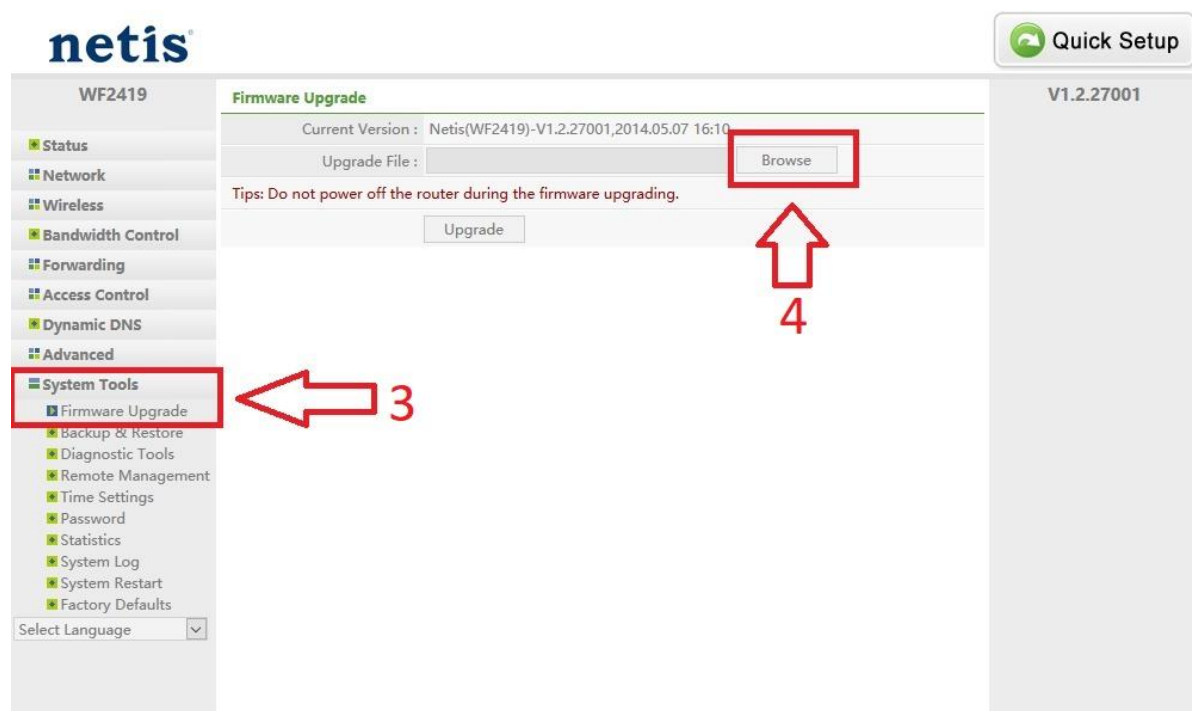 netis
Quick Setup
WF2419
V1.2.27001
Firmware Upgrade
Current Version : Netis(WF2419)-V1.2.27001,2014.05.07 16:10
Upgrade File : Browse
Tips: Do not power off the router during the firmware upgrading.
Upgrade
4
Status
Network
Wireless
Bandwidth Control
Forwarding
Access Control
Dynamic DNS
Advanced
System Tools
3
Firmware Upgrade
Backup & Restore
Diagnostic Tools
Remote Management
Time Settings
Password
Statistics
System Log
System Restart
Factory Defaults
Select Language